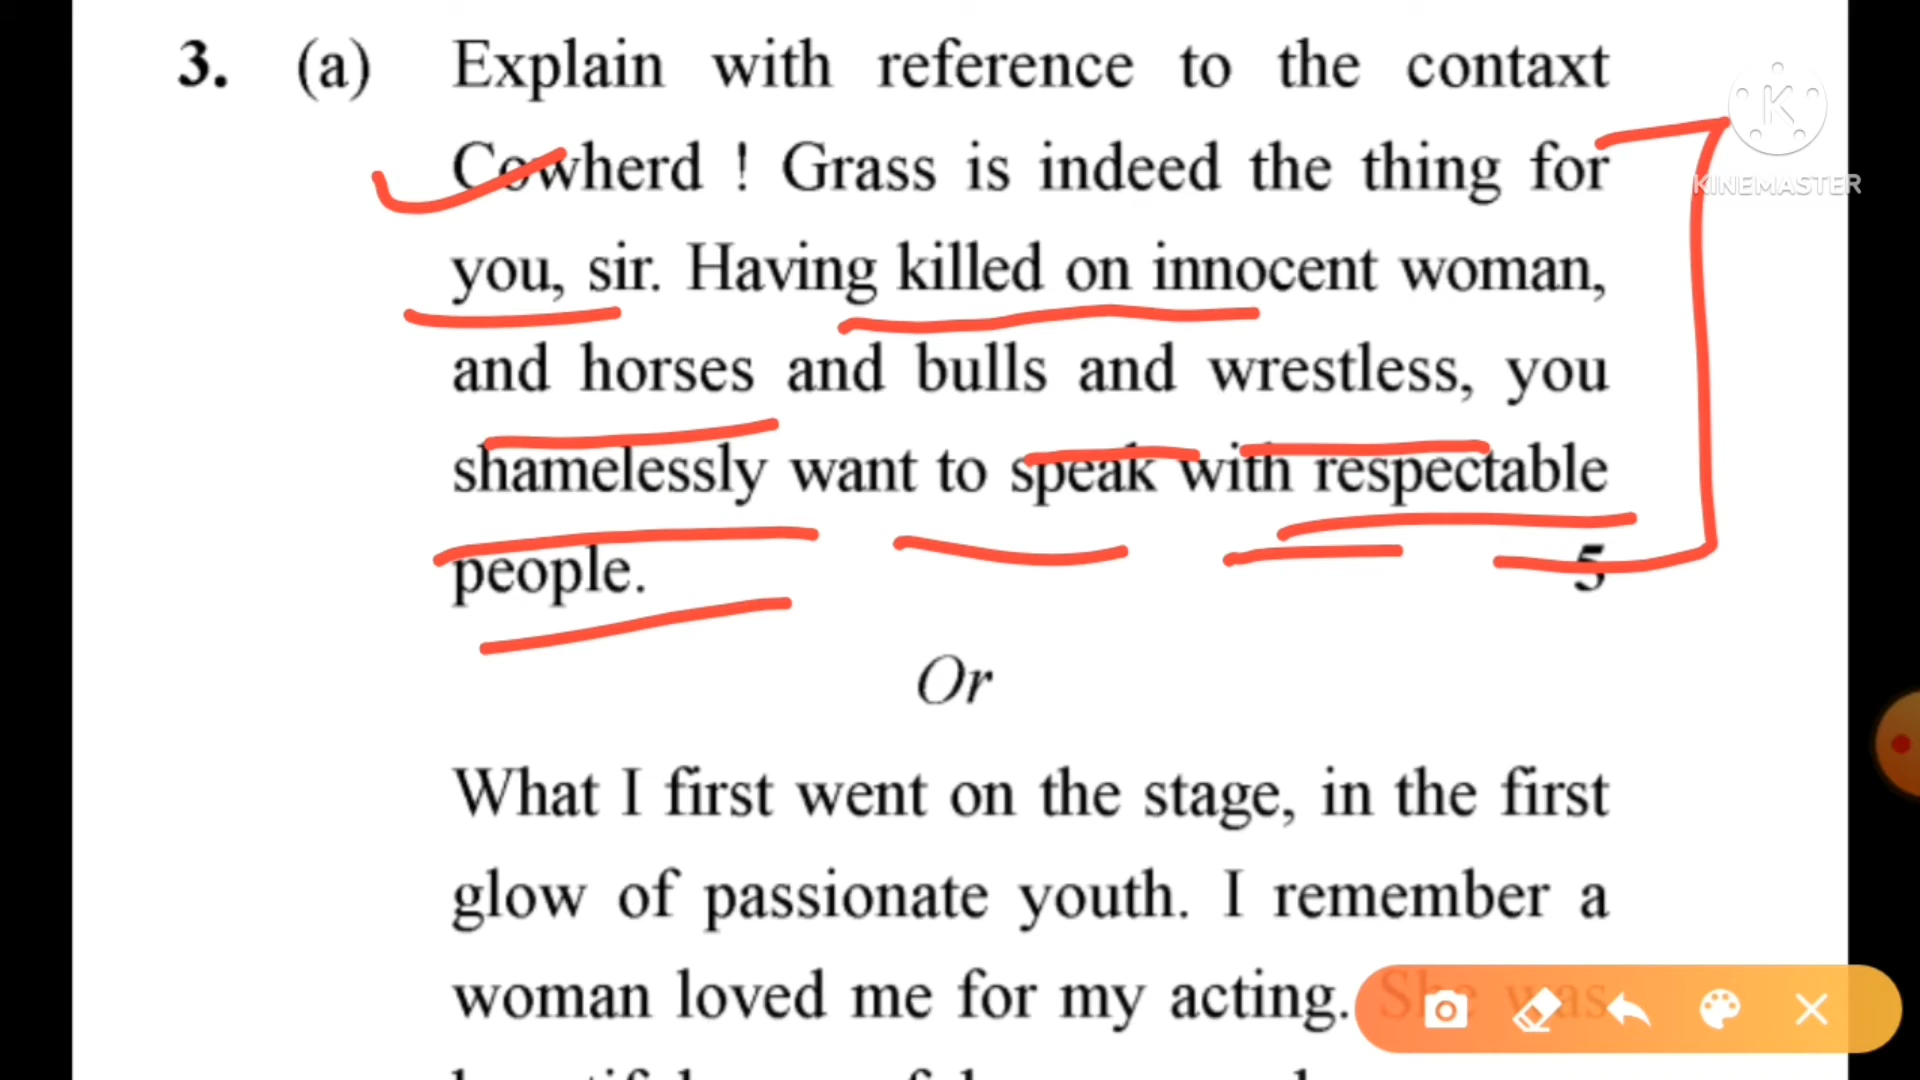 3. (a) Explain with reference to the contaxt
Cowherd ! Grass is indeed the thing for
you, sir. Having killed on innocent woman,
and horses and bulls and wrestless, you
shamelessly want to speak with respectable
people. 5
Or
What I first went on the stage, in the first
glow of passionate youth. I remember a
woman loved me for my acting. She was
KINEMASTER